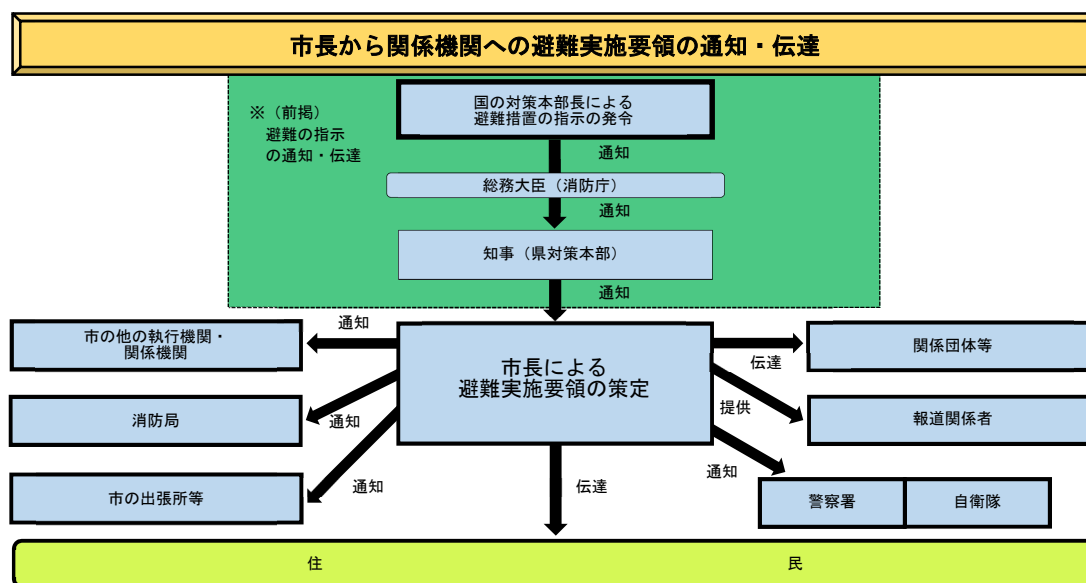 市長から関係機関への避難実施要領の通知・伝達
※（前掲）
避難の指示
の通知・伝達
国の対策本部長による
避難措置の指示の発令
通知
総務大臣（消防庁）
通知
知事（県対策本部）
通知
市の他の執行機関・
関係機関
通知
市長による
避難実施要領の策定
伝達
関係団体等
消防局
通知
提供
報道関係者
市の出張所等
通知
伝達
通知
警察署
自衛隊
住
民